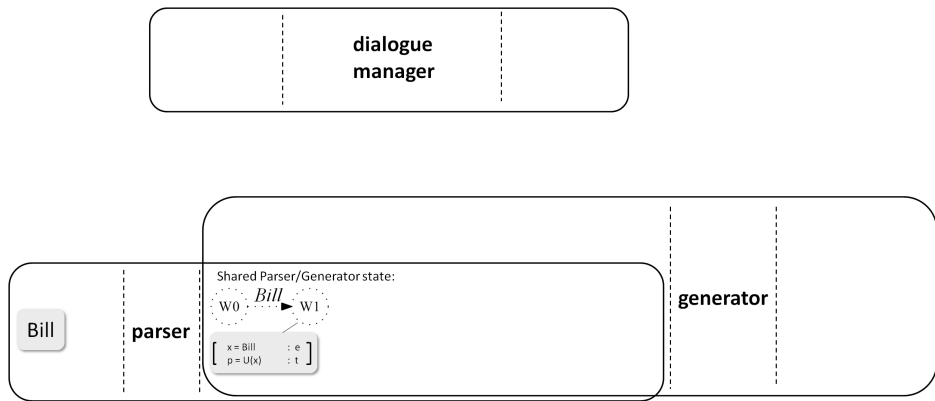 dialogue
manager
Shared Parser/Generator state:
Bill
W0
W1
generator
Bill
parser
[ x = Bill : e
p = U(x) : t ]